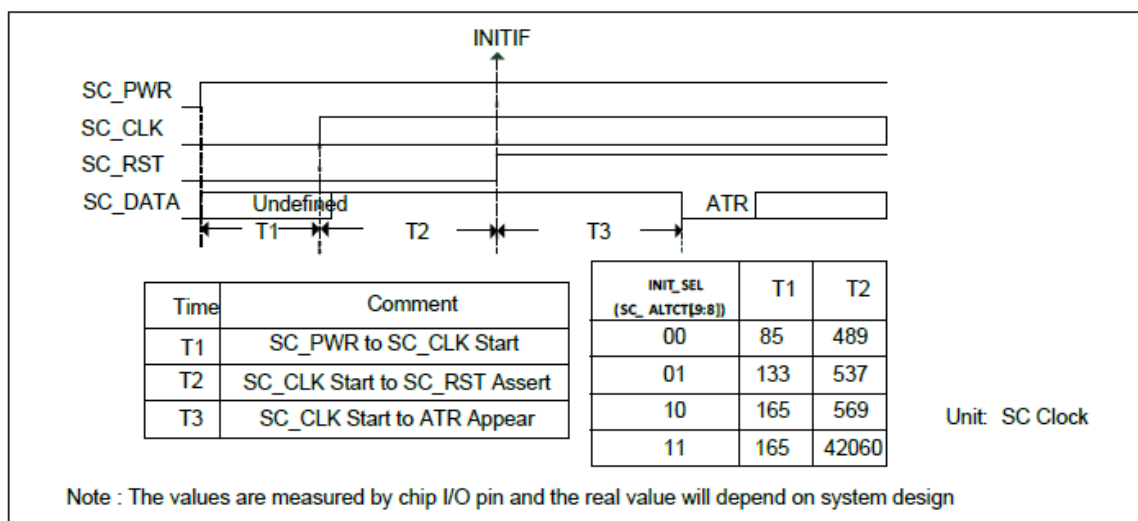 INITIF
SC_PWR
SC_CLK
SC_RST
SC_DATA Undefined ATR
T1 T2 T3
Time Comment
T1 SC_PWR to SC_CLK Start
T2 SC_CLK Start to SC_RST Assert
T3 SC_CLK Start to ATR Appear
INIT_SEL T1 T2
(SC_ ALTCT[9:8])
00 85 489
01 133 537
10 165 569
11 165 42060
Unit: SC Clock
Note : The values are measured by chip I/O pin and the real value will depend on system design